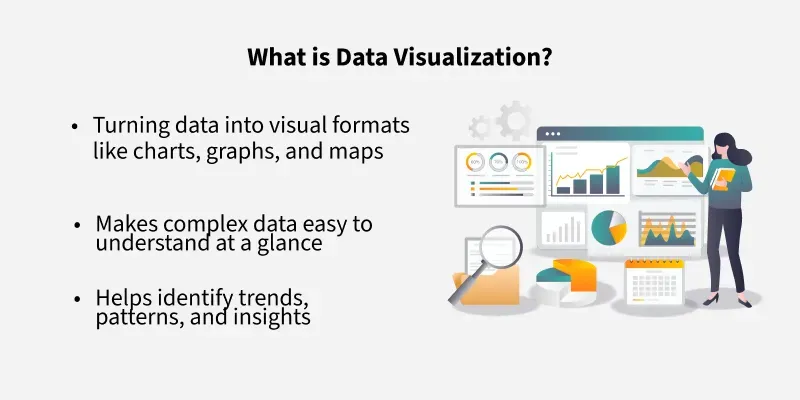 What is Data Visualization?
• Turning data into visual formats
like charts, graphs, and maps
• Makes complex data easy to
understand at a glance
• Helps identify trends,
patterns, and insights